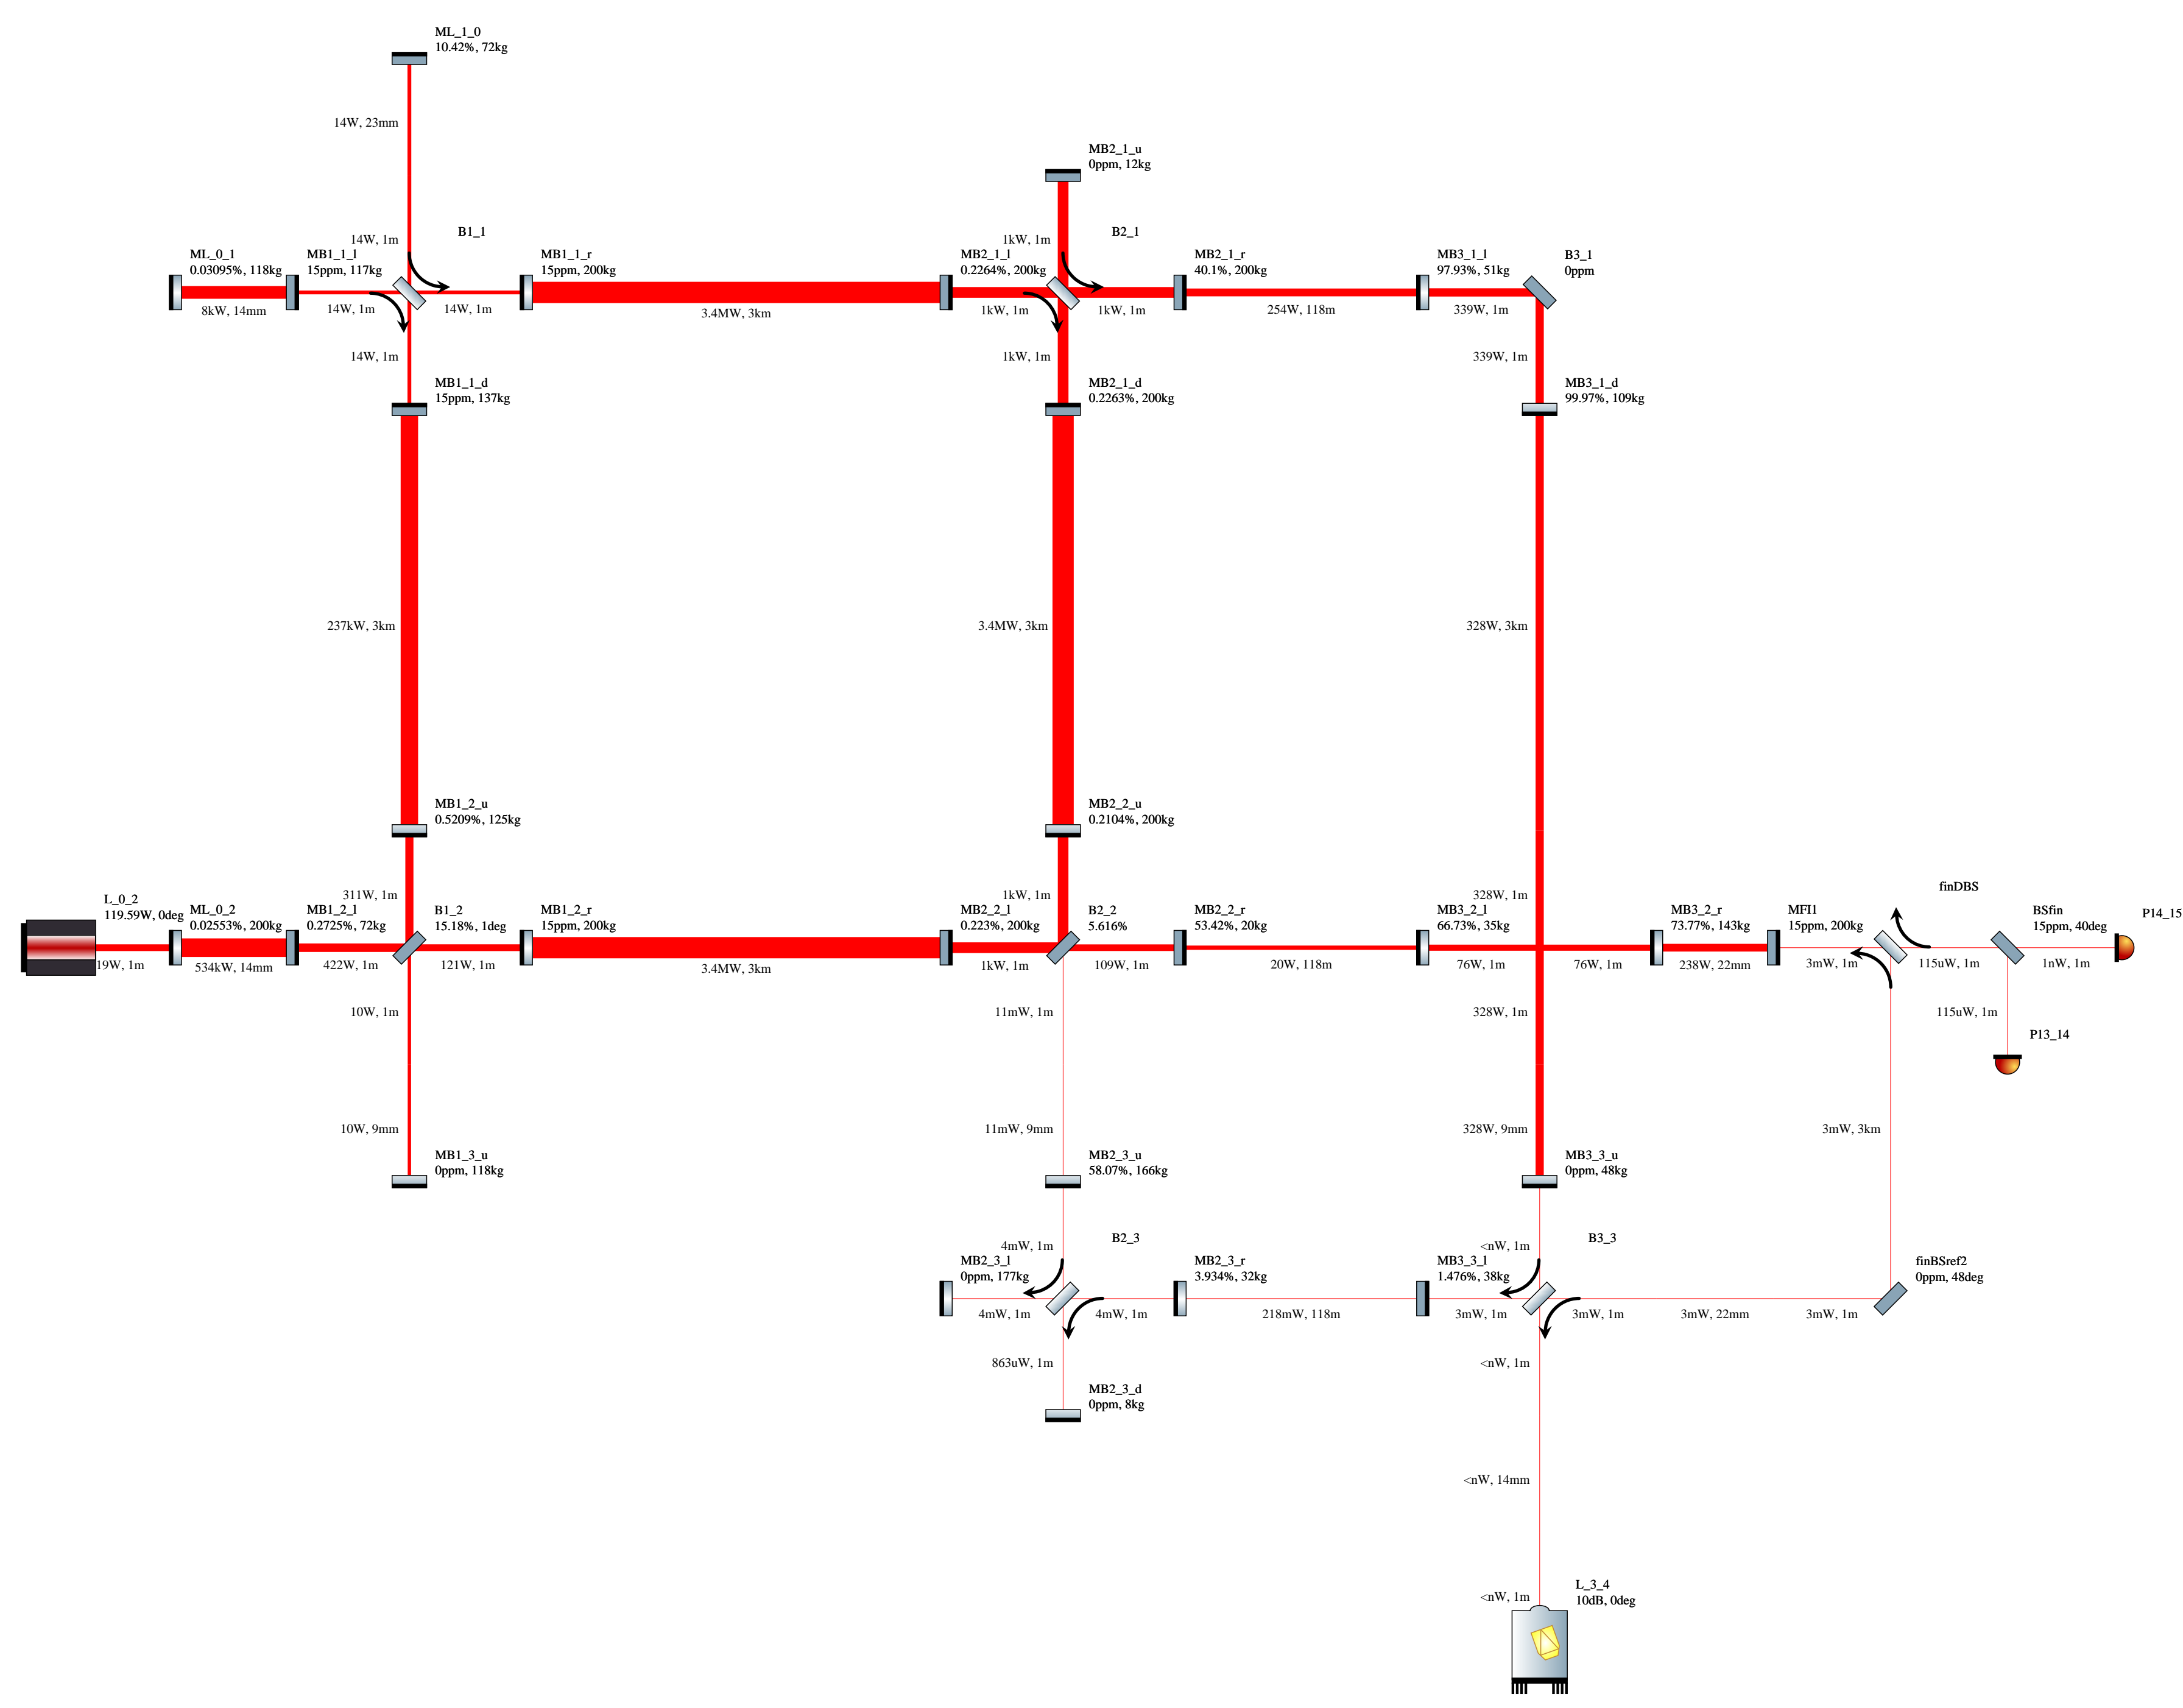 ML_1_0
10.42%, 72kg
14W, 23mm
MB2_1_u
0ppm, 12kg
14W, 1m
B1_1
1kW, 1m
B2_1
ML_0_1
0.03095%, 118kg
MB1_1_l
15ppm, 117kg
MB1_1_r
15ppm, 200kg
MB2_1_l
0.2264%, 200kg
MB2_1_r
40.1%, 200kg
MB3_1_l
97.93%, 51kg
B3_1
0ppm
8kW, 14mm
14W, 1m
14W, 1m
3.4MW, 3km
1kW, 1m
1kW, 1m
254W, 118m
339W, 1m
14W, 1m
1kW, 1m
339W, 1m
MB1_1_d
15ppm, 137kg
MB2_1_d
0.2263%, 200kg
MB3_1_d
99.97%, 109kg
237kW, 3km
3.4MW, 3km
328W, 3km
MB1_2_u
0.5209%, 125kg
MB2_2_u
0.2104%, 200kg
311W, 1m
1kW, 1m
328W, 1m
finDBS
L_0_2
119.59W, 0deg
ML_0_2
0.02553%, 200kg
MB1_2_l
0.2725%, 72kg
B1_2
15.18%, 1deg
MB1_2_r
15ppm, 200kg
MB2_2_l
0.223%, 200kg
B2_2
5.616%
MB2_2_r
53.42%, 20kg
MB3_2_l
66.73%, 35kg
MB3_2_r
73.77%, 143kg
MFI1
15ppm, 200kg
BSfin
15ppm, 40deg
P14_15
19W, 1m
534kW, 14mm
422W, 1m
121W, 1m
3.4MW, 3km
1kW, 1m
109W, 1m
20W, 118m
76W, 1m
76W, 1m
238W, 22mm
3mW, 1m
115uW, 1m
1nW, 1m
10W, 1m
11mW, 1m
328W, 1m
115uW, 1m
P13_14
10W, 9mm
11mW, 9mm
328W, 9mm
3mW, 3km
MB1_3_u
0ppm, 118kg
MB2_3_u
58.07%, 166kg
MB3_3_u
0ppm, 48kg
4mW, 1m
B2_3
<nW, 1m
B3_3
MB2_3_l
0ppm, 177kg
MB2_3_r
3.934%, 32kg
MB3_3_l
1.476%, 38kg
finBSref2
0ppm, 48deg
4mW, 1m
4mW, 1m
218mW, 118m
3mW, 1m
3mW, 1m
3mW, 22mm
3mW, 1m
863uW, 1m
<nW, 1m
MB2_3_d
0ppm, 8kg
<nW, 14mm
<nW, 1m
L_3_4
10dB, 0deg